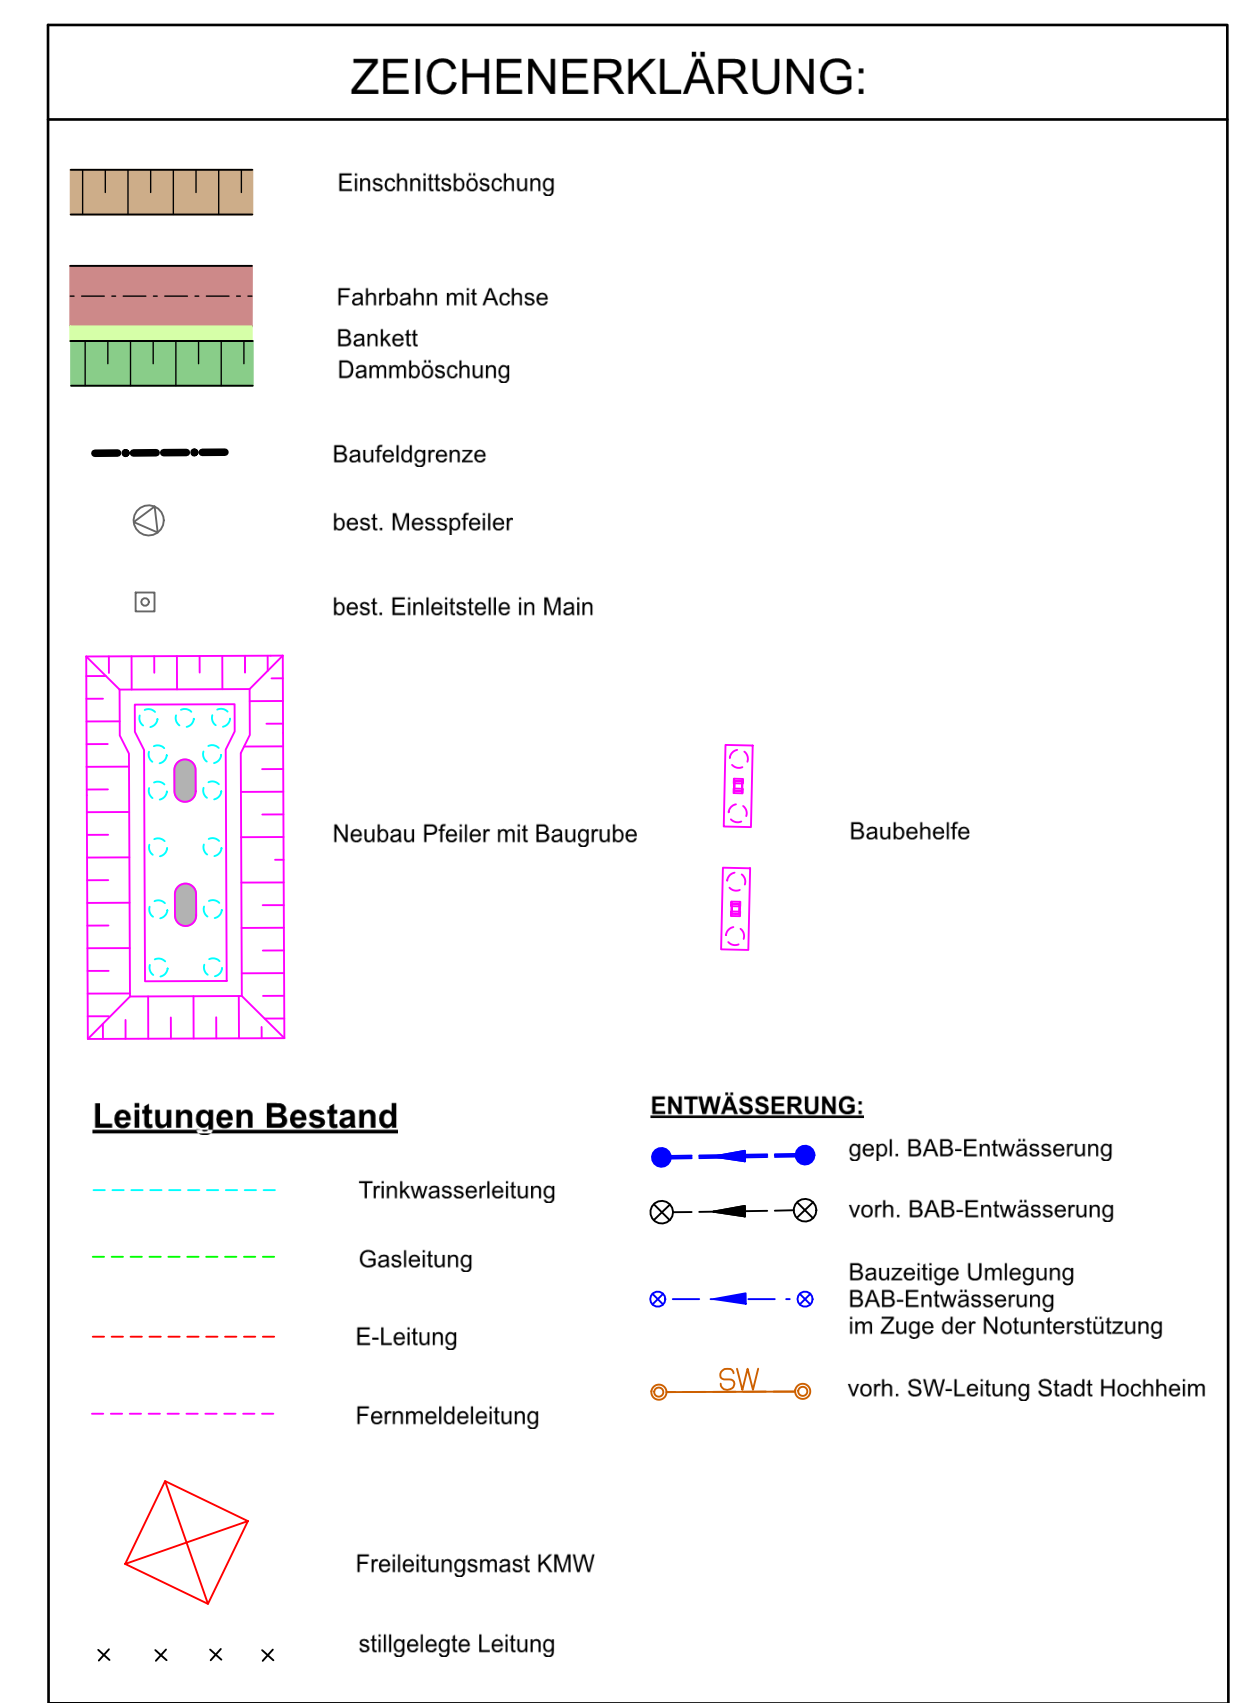 ZEICHENERKLÄRUNG:
Einschnittsböschung
Fahrbahn mit Achse
Bankett
Dammböschung
Baufeldgrenze
best. Messpfeiler
best. Einleitstelle in Main
Neubau Pfeiler mit Baugrube
Baubehelfe
Leitungen Bestand
Trinkwasserleitung
Gasleitung
E-Leitung
Fernmeldeleitung
Freileitungsmast KMW
stillgelegte Leitung
ENTWÄSSERUNG:
gepl. BAB-Entwässerung
vorh. BAB-Entwässerung
Bauzeitige Umlegung
BAB-Entwässerung
im Zuge der Notunterstützung
SW
vorh. SW-Leitung Stadt Hochheim